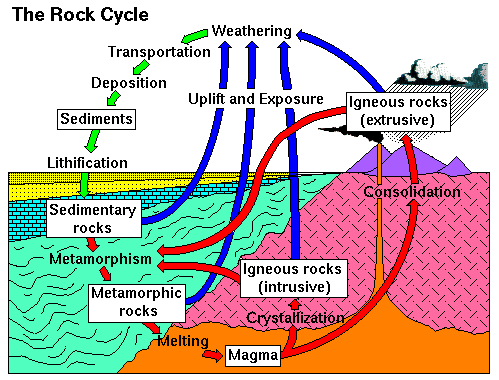 The Rock Cycle
Weathering
Transportation
Deposition
Uplift and Exposure
Sediments
Igneous rocks
(extrusive)
Lithification
Consolidation
Sedimentary
rocks
Metamorphism
Igneous rocks
(intrusive)
Metamorphic
rocks
Crystallization
Melting
Magma